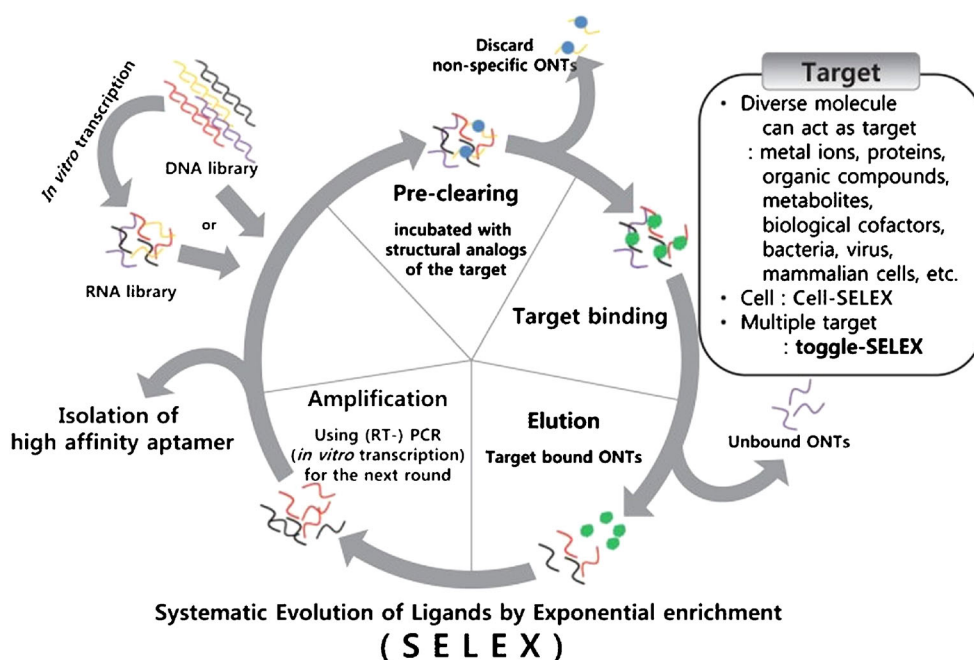 Discard
non-specific ONTs
In vitro transcription
DNA library
or
RNA library
Pre-clearing
incubated with
structural analogs
of the target
Target binding
Target
• Diverse molecule
can act as target
: metal ions, proteins,
organic compounds,
metabolites,
biological cofactors,
bacteria, virus,
mammalian cells, etc.
• Cell : Cell-SELEX
• Multiple target
: toggle-SELEX
Unbound ONTs
Elution
Target bound ONTs
Amplification
Using (RT-) PCR
(in vitro transcription)
for the next round
Isolation of
high affinity aptamer
Systematic Evolution of Ligands by Exponential enrichment
( S E L E X )